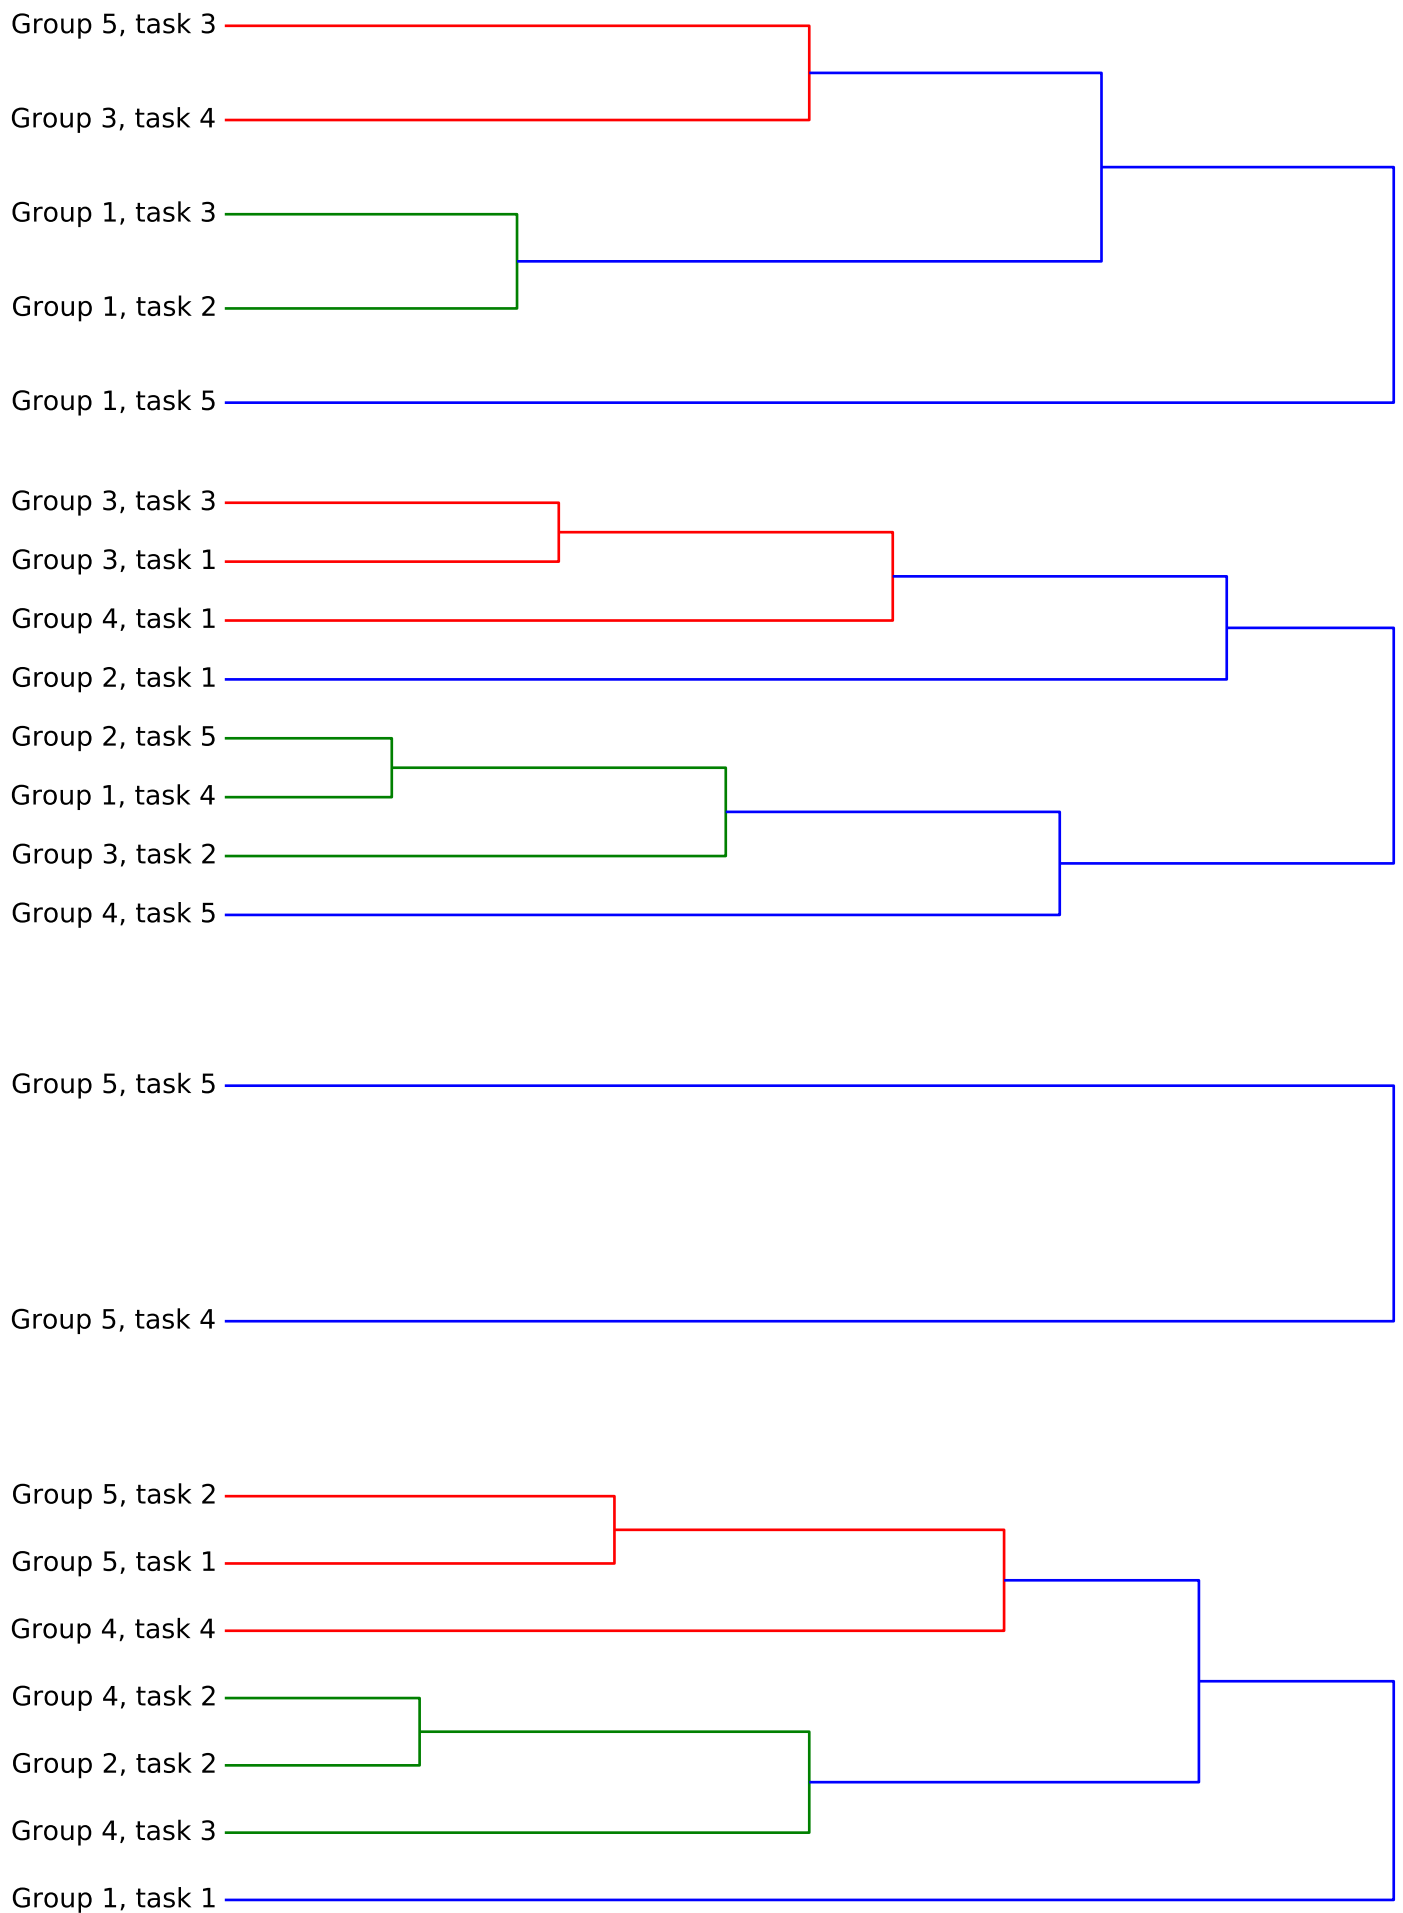 Group 5, task 3
Group 3, task 4
Group 1, task 3
Group 1, task 2
Group 1, task 5
Group 3, task 3
Group 3, task 1
Group 4, task 1
Group 2, task 1
Group 2, task 5
Group 1, task 4
Group 3, task 2
Group 4, task 5
Group 5, task 5
Group 5, task 4
Group 5, task 2
Group 5, task 1
Group 4, task 4
Group 4, task 2
Group 2, task 2
Group 4, task 3
Group 1, task 1